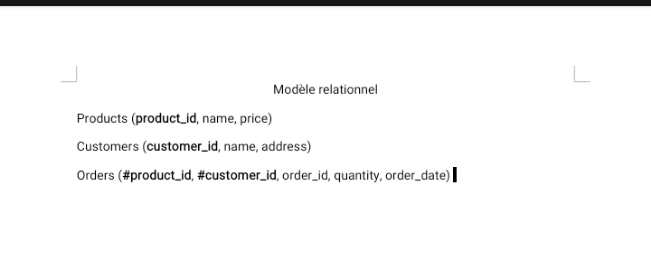 Modèle relationnel
Products (product_id, name, price)
Customers (customer_id, name, address)
Orders (#product_id, #customer_id, order_id, quantity, order_date)